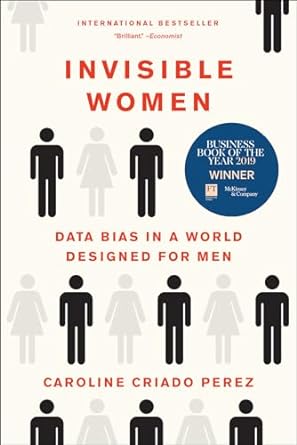 INTERNATIONAL BESTSELLER
"Brilliant." —Economist
INVISIBLE
WOMEN
BUSINESS
BOOK OF THE
YEAR 2019
WINNER
FT
McKinsey
& Company
DATA BIAS IN A WORLD
DESIGNED FOR MEN
CAROLINE CRIADO PEREZ